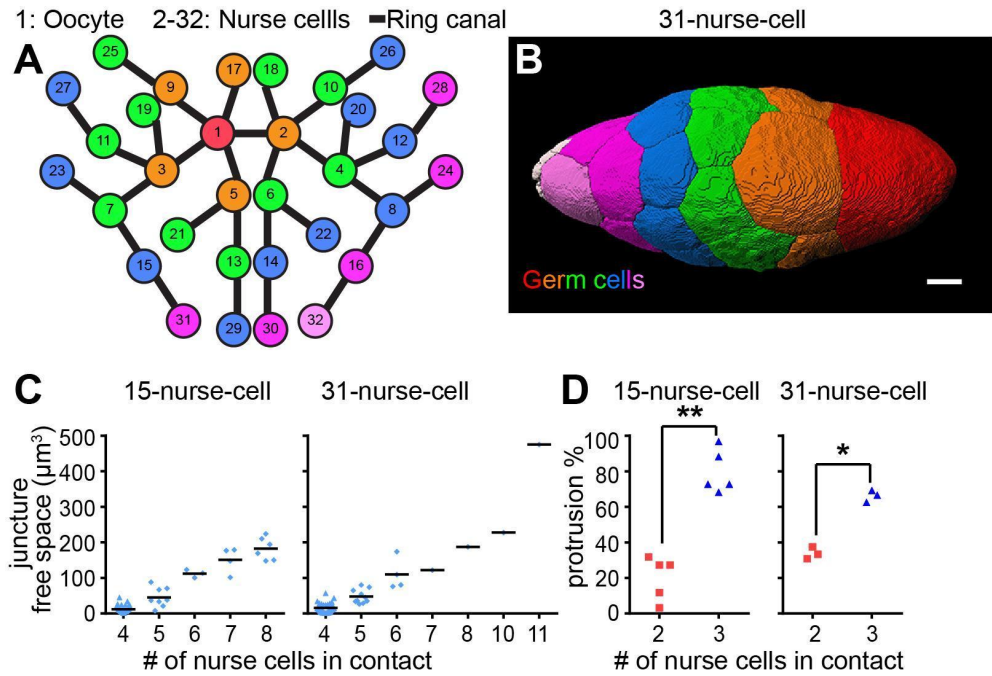 1: Oocyte 2-32: Nurse cellls Ring canal 31-nurse-cell
A
25 17 18 26
27 9 10 28
19 20
11 1 2 12
23 3 4 24
7 5 6 8
21 22
15 13 14 16
31 29 30 32
B
Germ cells
C
15-nurse-cell 31-nurse-cell
juncture
free space (µm³)
500
400
300
200
100
0
4 5 6 7 8 4 5 6 7 8 10 11
# of nurse cells in contact
D
15-nurse-cell 31-nurse-cell
** *
protrusion %
100
80
60
40
20
0
2 3 2 3
# of nurse cells in contact